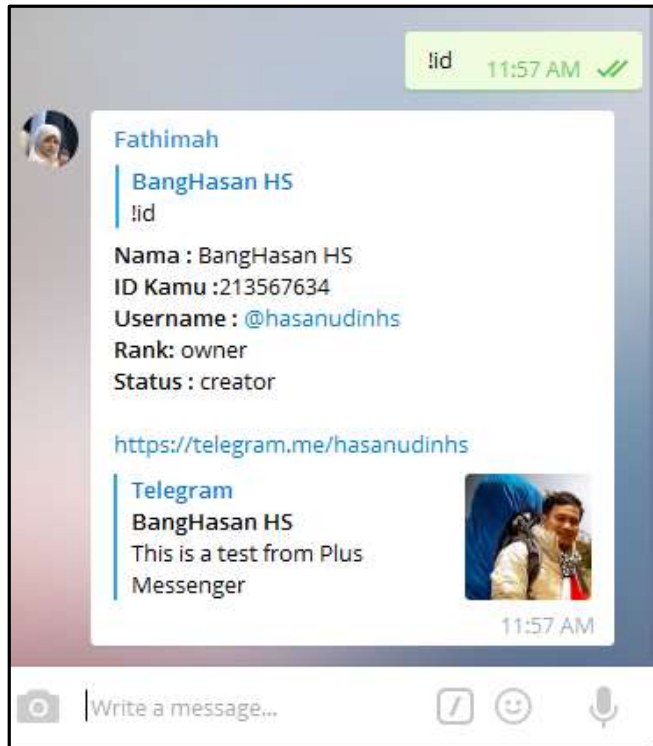 !id
11:57 AM
Fathimah
BangHasan HS
!id
Nama : BangHasan HS
ID Kamu :213567634
Username : @hasanudinhs
Rank: owner
Status : creator
https://telegram.me/hasanudinhs
Telegram
BangHasan HS
This is a test from Plus
Messenger
11:57 AM
Write a message...